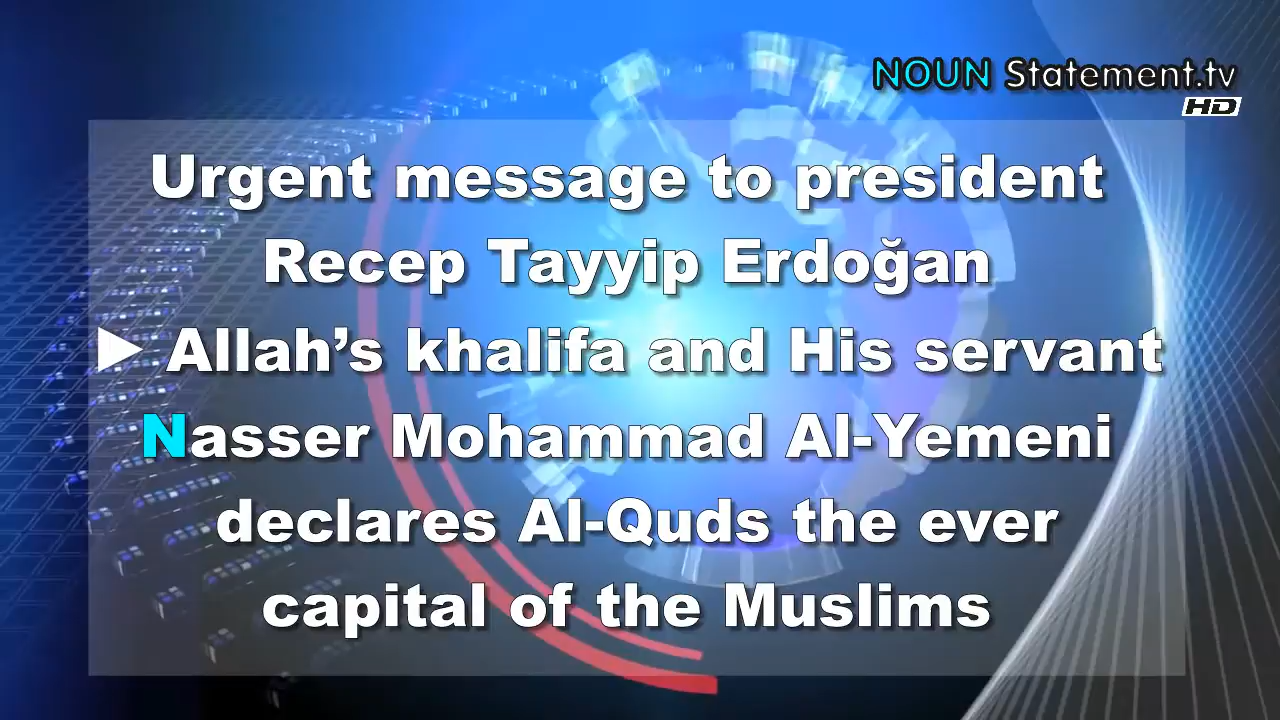 NOUN Statement.tv
HD
Urgent message to president
Recep Tayyip Erdoğan
► Allah’s khalifa and His servant
Nasser Mohammad Al-Yemeni
declares Al-Quds the ever
capital of the Muslims